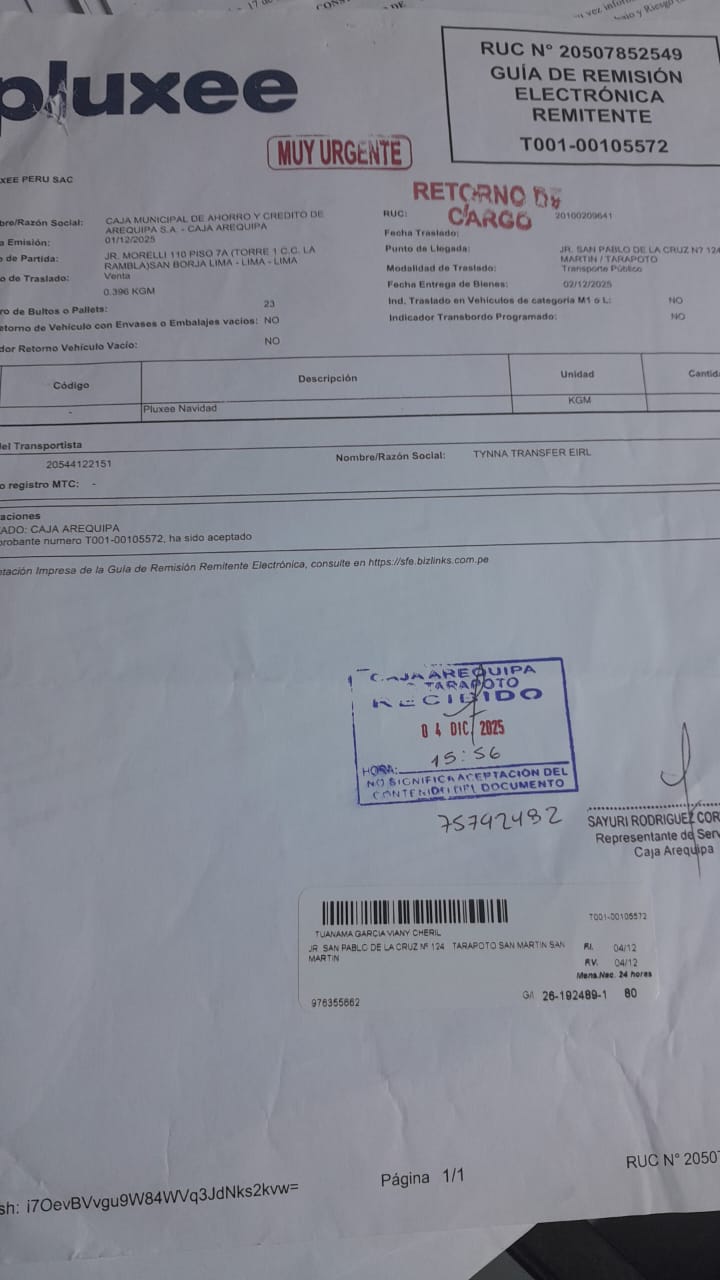 pluxee
RUC N° 20507852549
GUÍA DE REMISIÓN
ELECTRÓNICA
REMITENTE
T001-00105572
MUY URGENTE
RETORNO DE
CARGO
XEE PERU SAC
bre/Razón Social: CAJA MUNICIPAL DE AHORRO Y CREDITO DE
AREQUIPA S.A. - CAJA AREQUIPA
a Emisión: 01/12/2025
o de Partida: JR. MORELLI 110 PISO 7A (TORRE 1 C.C. LA
RAMBLA)SAN BORJA LIMA - LIMA - LIMA
o de Traslado: Venta
0.396 KGM
ro de Bultos o Pallets: 23
etorno de Vehículo con Envases o Embalajes vacíos: NO
dor Retorno Vehículo Vacío: NO
RUC: 20100209641
Fecha Traslado:
Punto de Llegada: JR. SAN PABLO DE LA CRUZ N? 124
MARTIN / TARAPOTO
Modalidad de Traslado: Transporte Público
Fecha Entrega de Bienes: 02/12/2025
Ind. Traslado en Vehículos de categoría M1 o L: NO
Indicador Transbordo Programado: NO
Código Descripción Unidad Cantid
- Pluxee Navidad KGM
del Transportista
20544122151 Nombre/Razón Social: TYNNA TRANSFER EIRL
o registro MTC: -
aciones
ADO: CAJA AREQUIPA
probante numero T001-00105572, ha sido aceptado
ntación Impresa de la Guía de Remisión Remitente Electrónica, consulte en https://sfe.bizlinks.com.pe
CAJA AREQUIPA
TARAPOTO
RECIBIDO
04 DIC 2025
15:56
HORA:
NO SIGNIFICA ACEPTACIÓN DEL
CONTENIDO DEL DOCUMENTO
75742482
SAYURI RODRIGUEZ COR
Representante de Serv
Caja Arequipa
T001-00105572
TUANAMA GARCIA VIANY CHERIL
JR SAN PABLO DE LA CRUZ Nº 124 TARAPOTO SAN MARTIN SAN
MARTIN
RI. 04/12
RV. 04/12
Mens.Nac. 24 horas
976355662
G/I 26-192489-1 80
sh: i7OevBVvgu9W84WVq3JdNks2kvw=
Página 1/1
RUC N° 2050